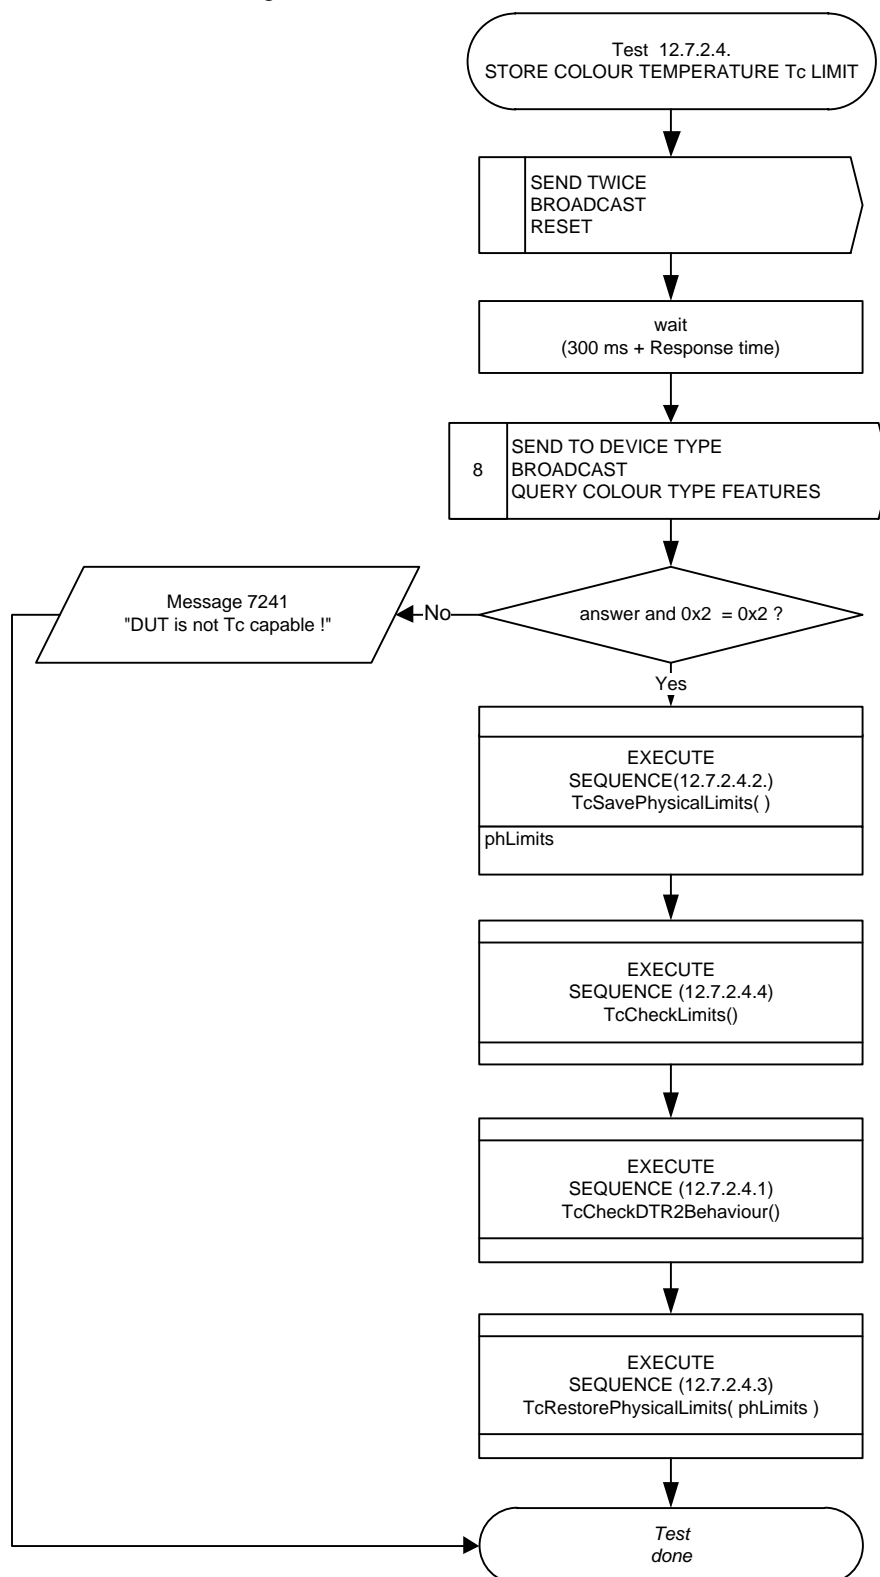 Test 12.7.2.4.
STORE COLOUR TEMPERATURE Tc LIMIT
SEND TWICE
BROADCAST
RESET
wait
(300 ms + Response time)
8
SEND TO DEVICE TYPE
BROADCAST
QUERY COLOUR TYPE FEATURES
answer and 0x2 = 0x2 ?
No
Message 7241
"DUT is not Tc capable !"
Yes
EXECUTE
SEQUENCE(12.7.2.4.2.)
TcSavePhysicalLimits( )
phLimits
EXECUTE
SEQUENCE (12.7.2.4.4)
TcCheckLimits()
EXECUTE
SEQUENCE (12.7.2.4.1)
TcCheckDTR2Behaviour()
EXECUTE
SEQUENCE (12.7.2.4.3)
TcRestorePhysicalLimits( phLimits )
Test
done